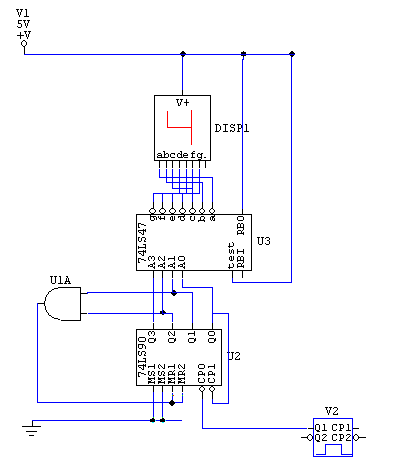 V1
5V
+V
V+
DISP1
abcdefg.
g f e d c b a RBO
74LS47
U3
A3 A2 A1 A0 test RBI
U1A
Q3 Q2 Q1 Q0
74LS90
U2
MS1 MS2 MR1 MR2 CP0 CP1
V2
Q1 CP1
Q2 CP2